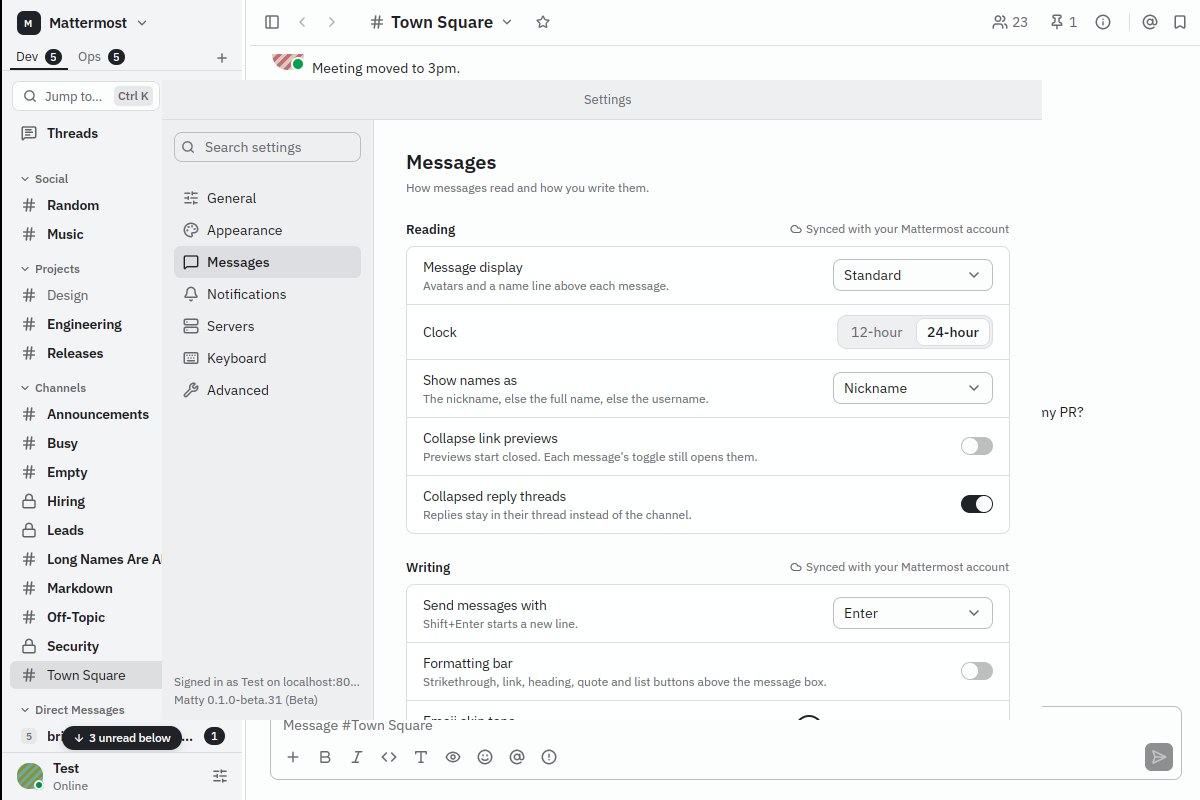 M Mattermost
Dev 5 Ops 5
Jump to... Ctrl K
Threads
Social
Random
Music
Projects
Design
Engineering
Releases
Channels
Announcements
Busy
Empty
Hiring
Leads
Long Names Are A
Markdown
Off-Topic
Security
Town Square
Direct Messages
5 bri ... 1
3 unread below
Test
Online
Town Square
23
1
Meeting moved to 3pm.
my PR?
Message #Town Square
Settings
Search settings
General
Appearance
Messages
Notifications
Servers
Keyboard
Advanced
Signed in as Test on localhost:80...
Matty 0.1.0-beta.31 (Beta)
Messages
How messages read and how you write them.
Reading Synced with your Mattermost account
Message display Standard
Avatars and a name line above each message.
Clock 12-hour 24-hour
Show names as Nickname
The nickname, else the full name, else the username.
Collapse link previews
Previews start closed. Each message's toggle still opens them.
Collapsed reply threads
Replies stay in their thread instead of the channel.
Writing Synced with your Mattermost account
Send messages with Enter
Shift+Enter starts a new line.
Formatting bar
Strikethrough, link, heading, quote and list buttons above the message box.
Emoji skin tone